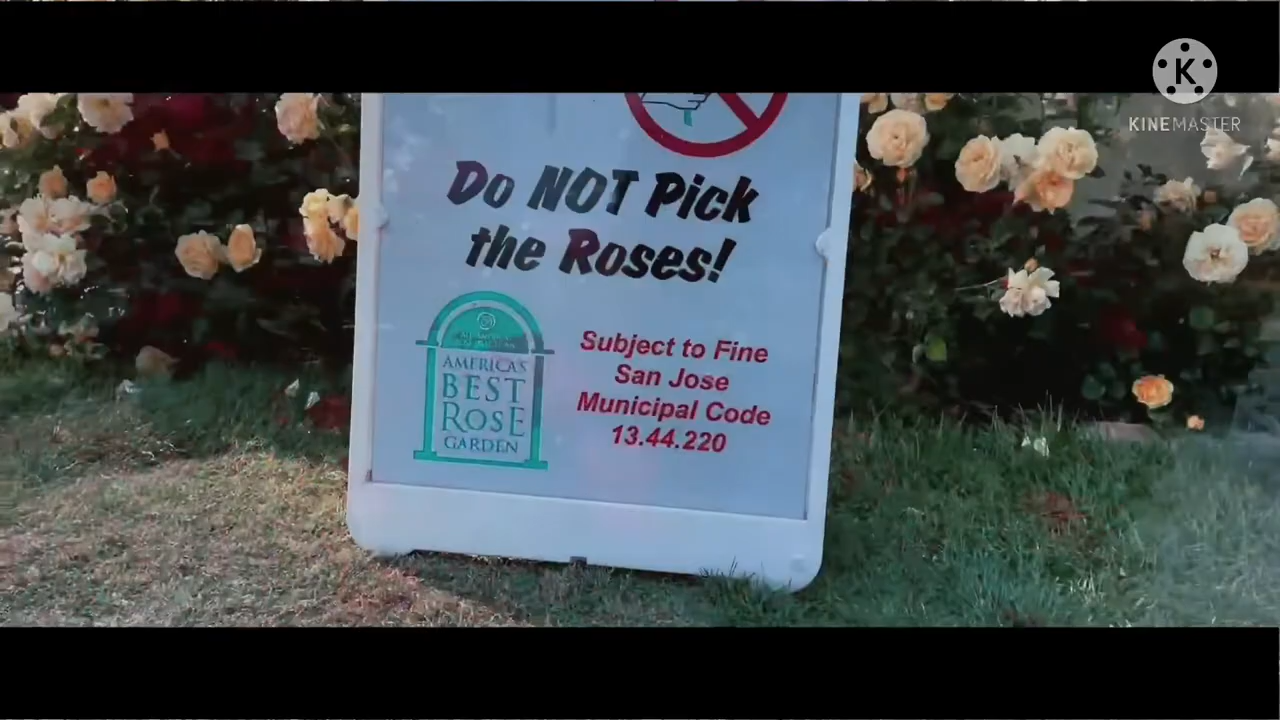 KINEMASTER
Do NOT Pick
the Roses!
AMERICA'S
BEST
ROSE
GARDEN
Subject to Fine
San Jose
Municipal Code
13.44.220